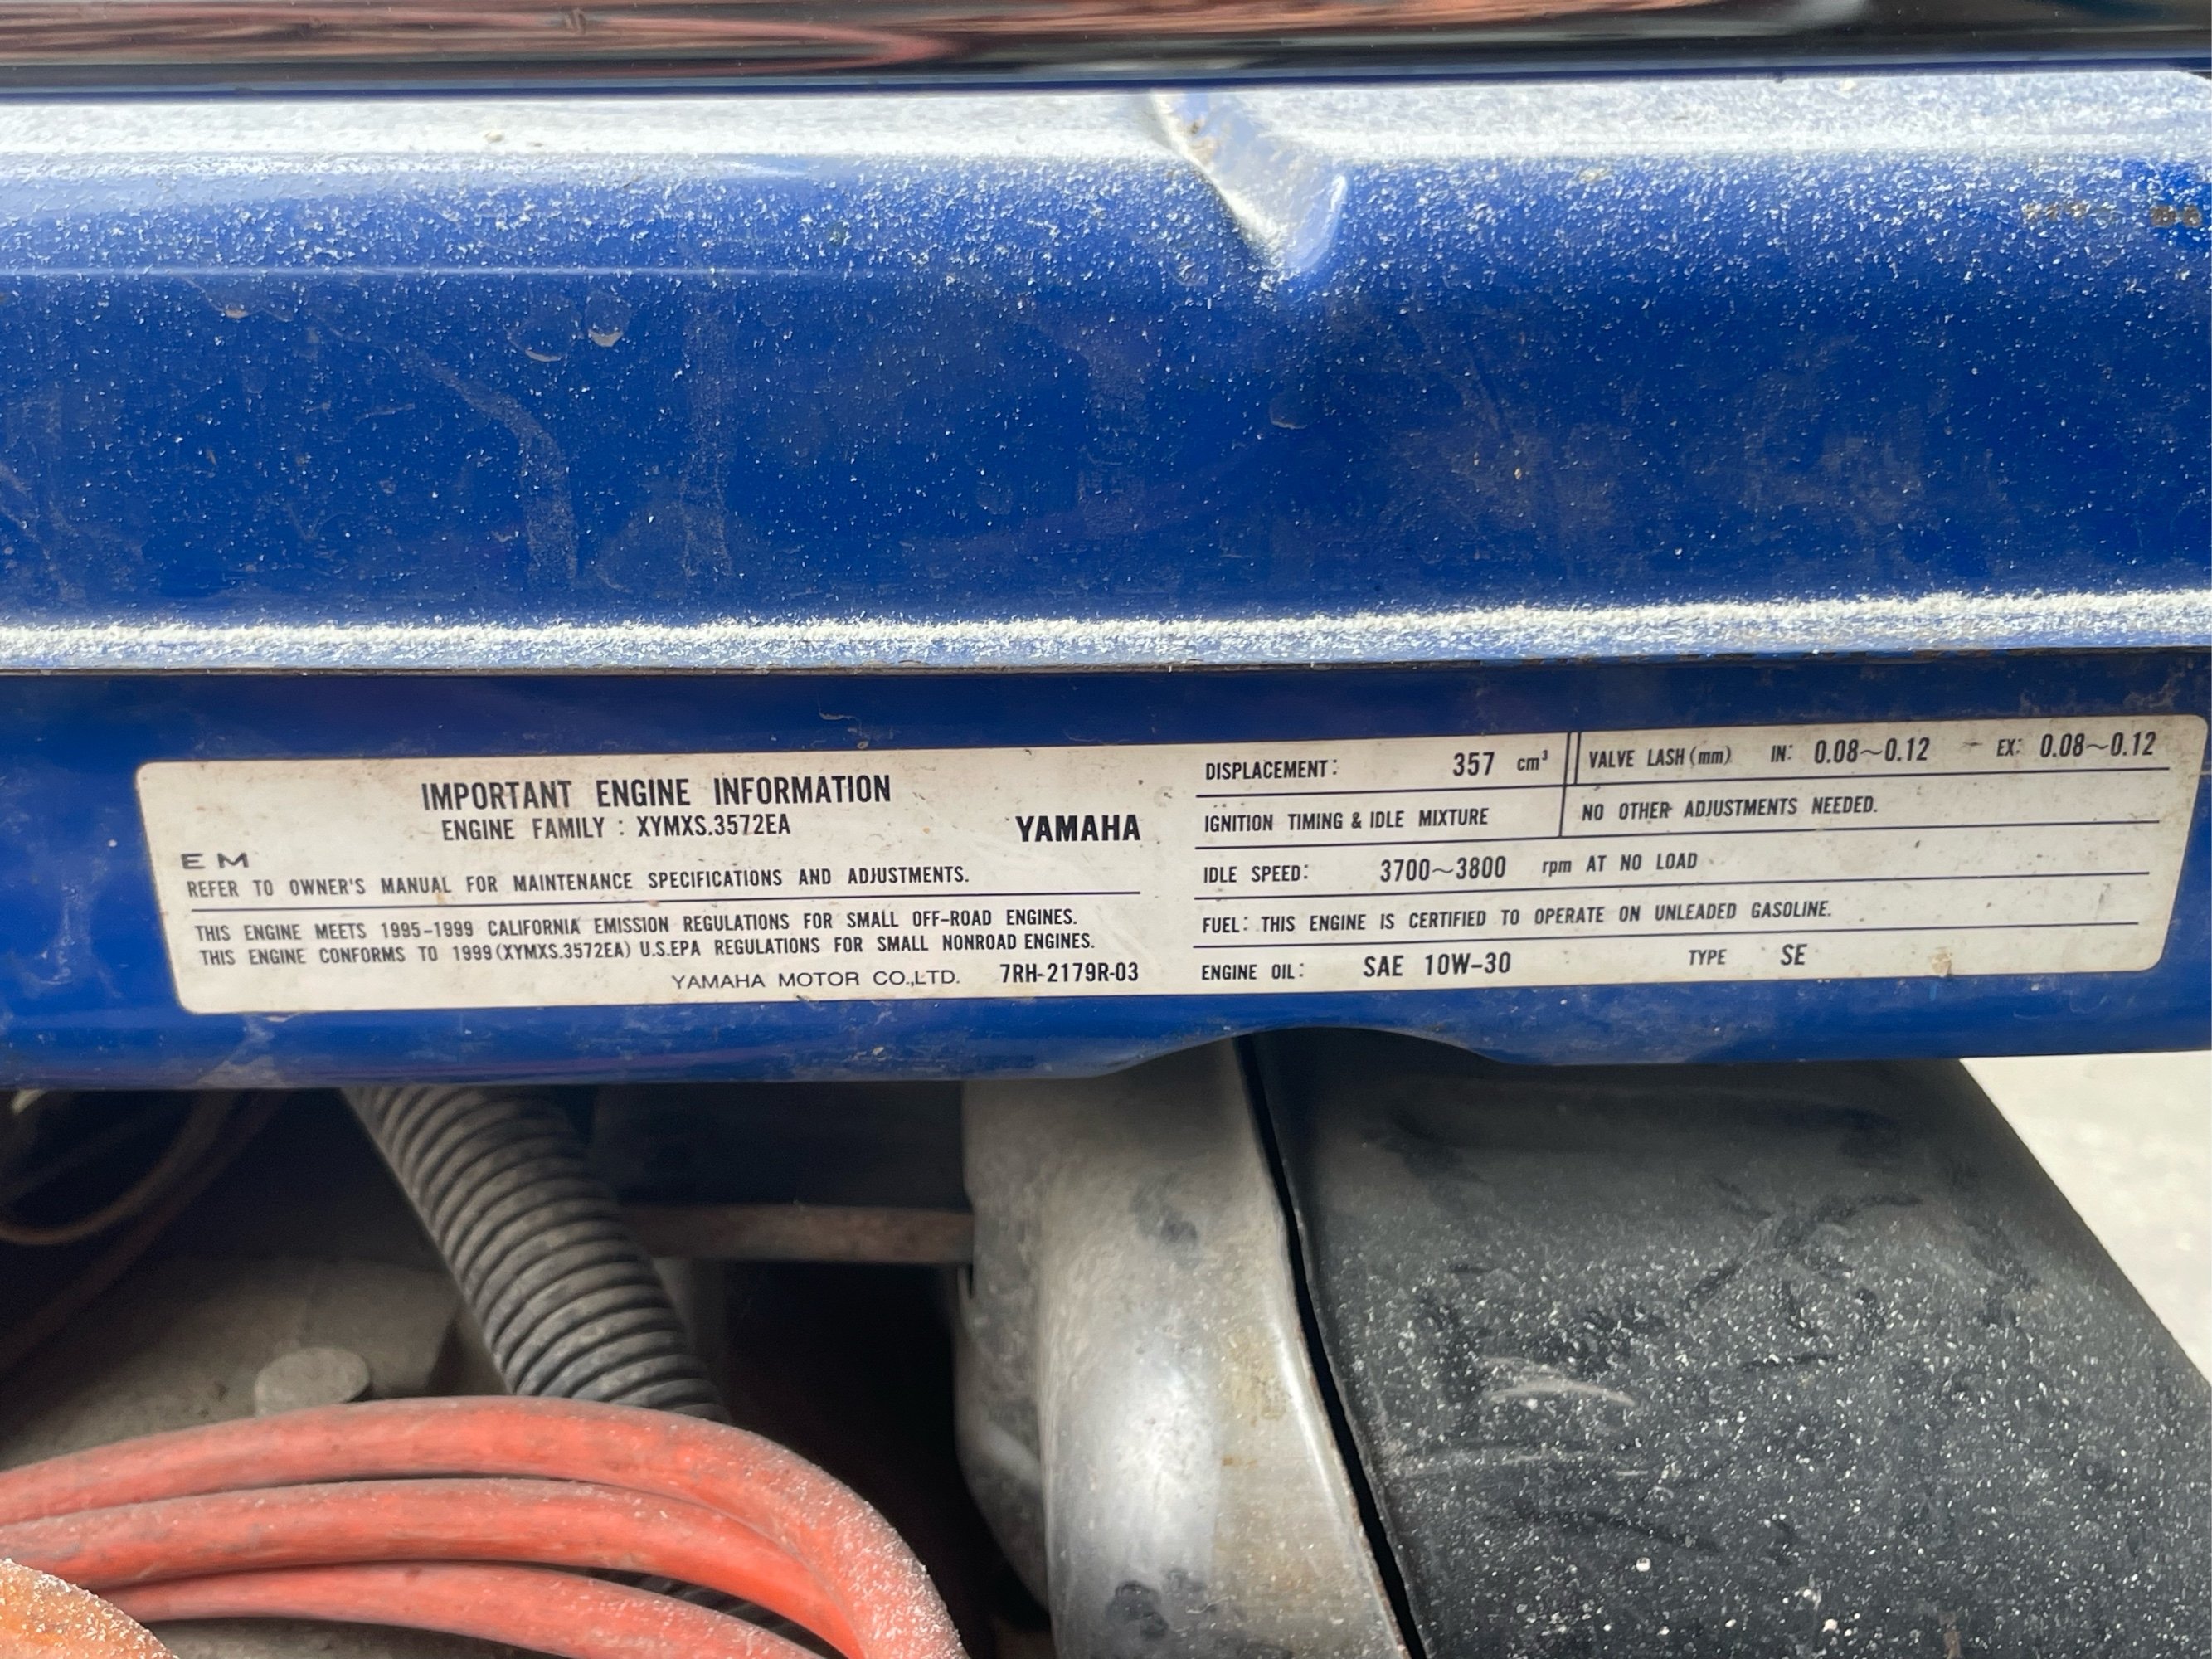 IMPORTANT ENGINE INFORMATION
ENGINE FAMILY : XYMXS.3572EA
YAMAHA
E M
REFER TO OWNER'S MANUAL FOR MAINTENANCE SPECIFICATIONS AND ADJUSTMENTS.
THIS ENGINE MEETS 1995-1999 CALIFORNIA EMISSION REGULATIONS FOR SMALL OFF-ROAD ENGINES.
THIS ENGINE CONFORMS TO 1999(XYMXS.3572EA) U.S.EPA REGULATIONS FOR SMALL NONROAD ENGINES.
YAMAHA MOTOR CO.,LTD. 7RH-2179R-03
DISPLACEMENT: 357 cm³ VALVE LASH(mm) IN: 0.08~0.12 EX: 0.08~0.12
IGNITION TIMING & IDLE MIXTURE NO OTHER ADJUSTMENTS NEEDED.
IDLE SPEED: 3700~3800 rpm AT NO LOAD
FUEL: THIS ENGINE IS CERTIFIED TO OPERATE ON UNLEADED GASOLINE.
ENGINE OIL: SAE 10W-30 TYPE SE